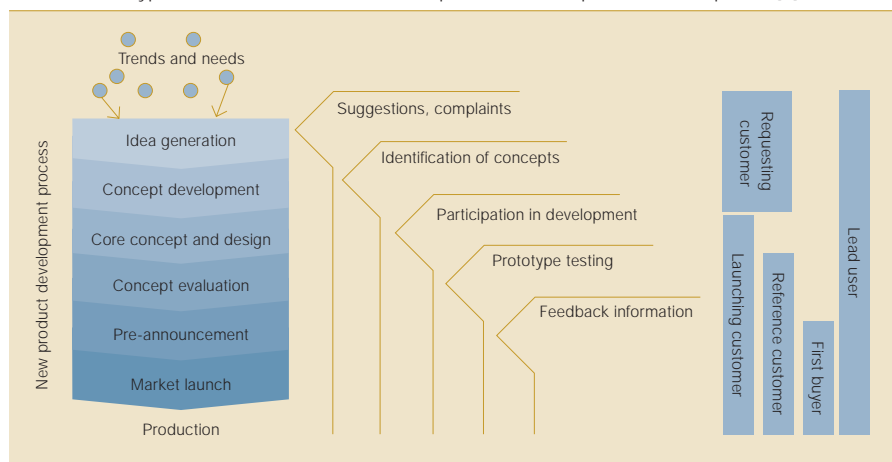 Trends and needs
Idea generation
Concept development
Core concept and design
Concept evaluation
Pre-announcement
Market launch
Production
New product development process
Suggestions, complaints
Identification of concepts
Participation in development
Prototype testing
Feedback information
Requesting
customer
Launching customer
Reference customer
First buyer
Lead user